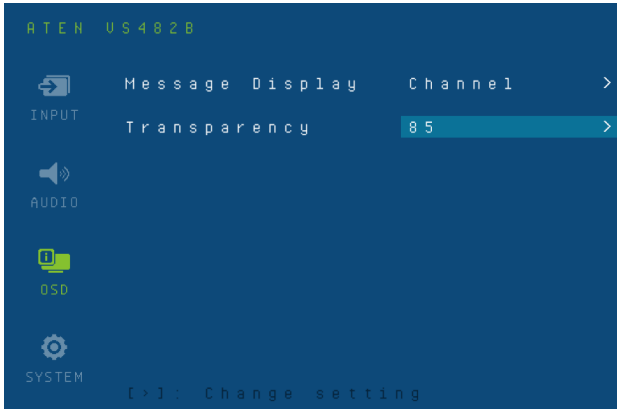 ATEN VS482B
INPUT
AUDIO
OSD
SYSTEM
Message Display Channel >
Transparency 85 >
[>]: Change setting